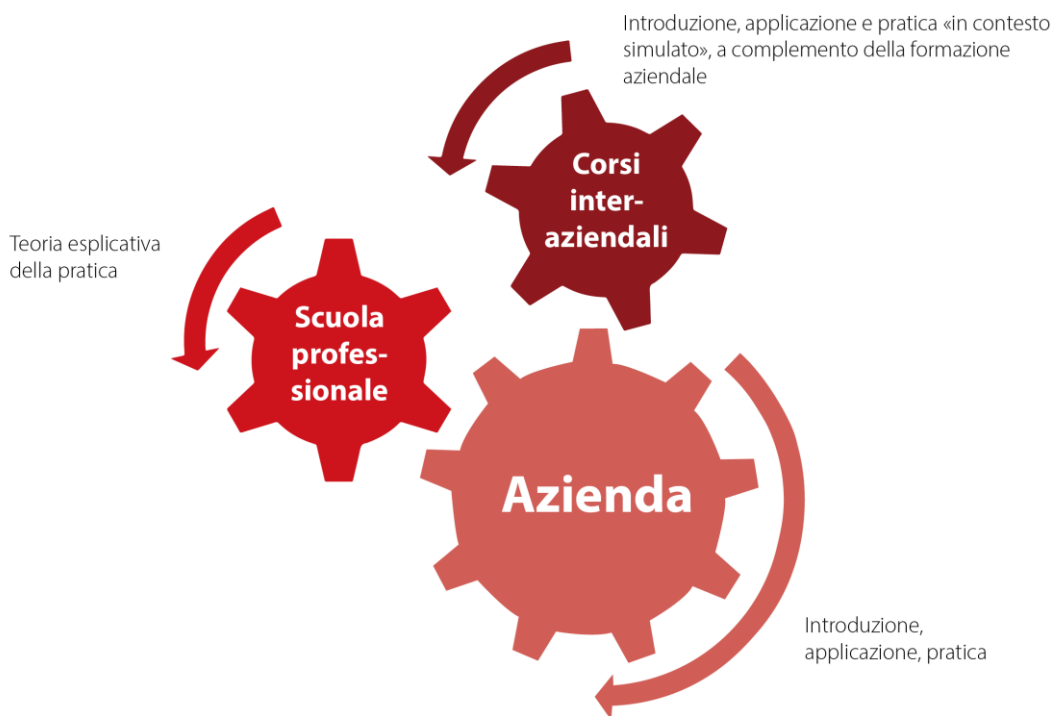 Introduzione, applicazione e pratica «in contesto
simulato», a complemento della formazione
aziendale
Corsi
inter-
aziendali
Teoria esplicativa
della pratica
Scuola
profes-
sionale
Azienda
Introduzione,
applicazione, pratica